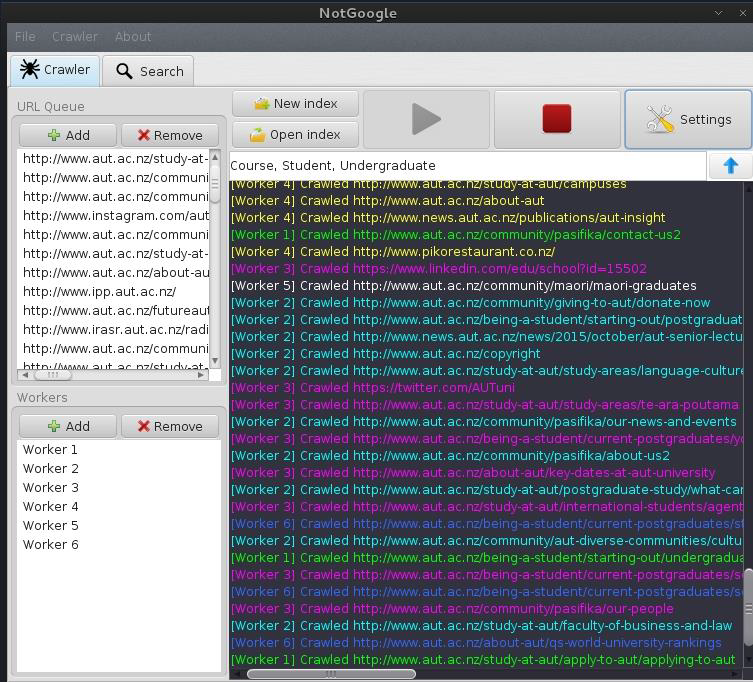 NotGoogle
File Crawler About
Crawler Search
URL Queue
Add Remove
http://www.aut.ac.nz/study-at-
http://www.aut.ac.nz/communi
http://www.aut.ac.nz/communi
http://www.instagram.com/aut
http://www.aut.ac.nz/communi
http://www.aut.ac.nz/study-at-
http://www.aut.ac.nz/about-au
http://www.ipp.aut.ac.nz/
http://www.aut.ac.nz/futureaut
http://www.irasr.aut.ac.nz/radi
http://www.aut.ac.nz/communi
http://www.aut.ac.nz/study-at-
Workers
Add Remove
Worker 1
Worker 2
Worker 3
Worker 4
Worker 5
Worker 6
New index
Open index
Settings
Course, Student, Undergraduate
[Worker 4] Crawled http://www.aut.ac.nz/study-at-aut/campuses
[Worker 4] Crawled http://www.aut.ac.nz/about-aut
[Worker 4] Crawled http://www.news.aut.ac.nz/publications/aut-insight
[Worker 1] Crawled http://www.aut.ac.nz/community/pasifika/contact-us2
[Worker 4] Crawled http://www.pikorestaurant.co.nz/
[Worker 3] Crawled https://www.linkedin.com/edu/school?id=15502
[Worker 5] Crawled http://www.aut.ac.nz/community/maori/maori-graduates
[Worker 2] Crawled http://www.aut.ac.nz/community/giving-to-aut/donate-now
[Worker 2] Crawled http://www.aut.ac.nz/being-a-student/starting-out/postgraduat
[Worker 2] Crawled http://www.news.aut.ac.nz/news/2015/october/aut-senior-lectu
[Worker 2] Crawled http://www.aut.ac.nz/copyright
[Worker 2] Crawled http://www.aut.ac.nz/study-at-aut/study-areas/language-culture
[Worker 3] Crawled https://twitter.com/AUTuni
[Worker 3] Crawled http://www.aut.ac.nz/study-at-aut/study-areas/te-ara-poutama
[Worker 2] Crawled http://www.aut.ac.nz/community/pasifika/our-news-and-events
[Worker 3] Crawled http://www.aut.ac.nz/being-a-student/current-postgraduates/yo
[Worker 2] Crawled http://www.aut.ac.nz/community/pasifika/about-us2
[Worker 3] Crawled http://www.aut.ac.nz/about-aut/key-dates-at-aut-university
[Worker 2] Crawled http://www.aut.ac.nz/study-at-aut/postgraduate-study/what-can
[Worker 3] Crawled http://www.aut.ac.nz/study-at-aut/international-students/agent
[Worker 6] Crawled http://www.aut.ac.nz/being-a-student/current-postgraduates/st
[Worker 2] Crawled http://www.aut.ac.nz/community/aut-diverse-communities/cultu
[Worker 1] Crawled http://www.aut.ac.nz/being-a-student/starting-out/undergradua
[Worker 3] Crawled http://www.aut.ac.nz/being-a-student/current-postgraduates/sc
[Worker 6] Crawled http://www.aut.ac.nz/being-a-student/current-postgraduates/sc
[Worker 3] Crawled http://www.aut.ac.nz/community/pasifika/our-people
[Worker 2] Crawled http://www.aut.ac.nz/study-at-aut/faculty-of-business-and-law
[Worker 6] Crawled http://www.aut.ac.nz/about-aut/qs-world-university-rankings
[Worker 1] Crawled http://www.aut.ac.nz/study-at-aut/apply-to-aut/applying-to-aut